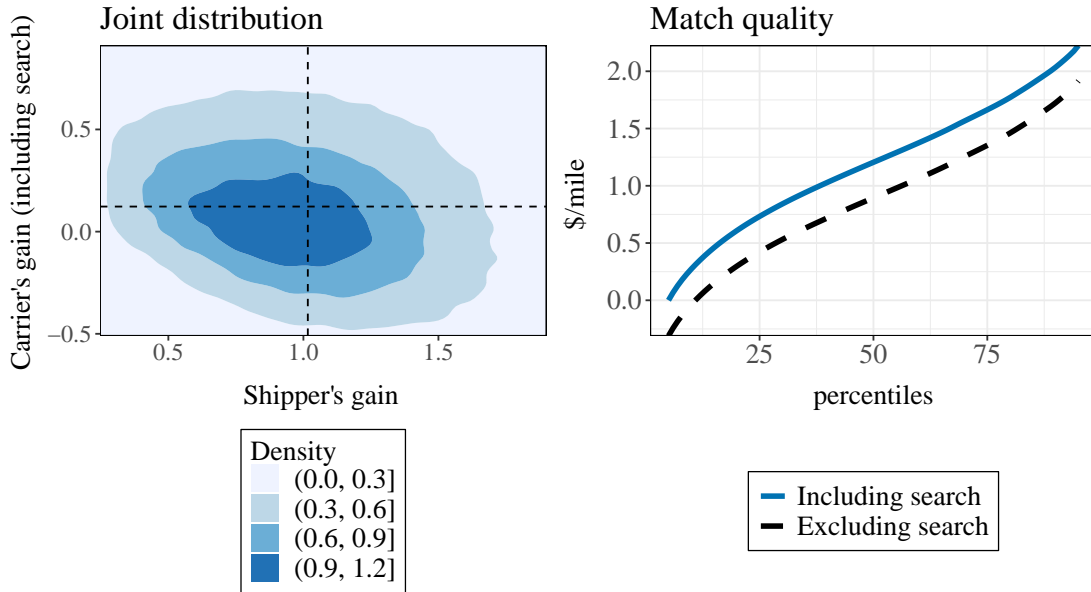 Joint distribution
Carrier's gain (including search)
0.5
0.0
−0.5
0.5
1.0
1.5
Shipper's gain
Density
(0.0, 0.3]
(0.3, 0.6]
(0.6, 0.9]
(0.9, 1.2]
Match quality
$/mile
2.0
1.5
1.0
0.5
0.0
25
50
75
percentiles
Including search
Excluding search